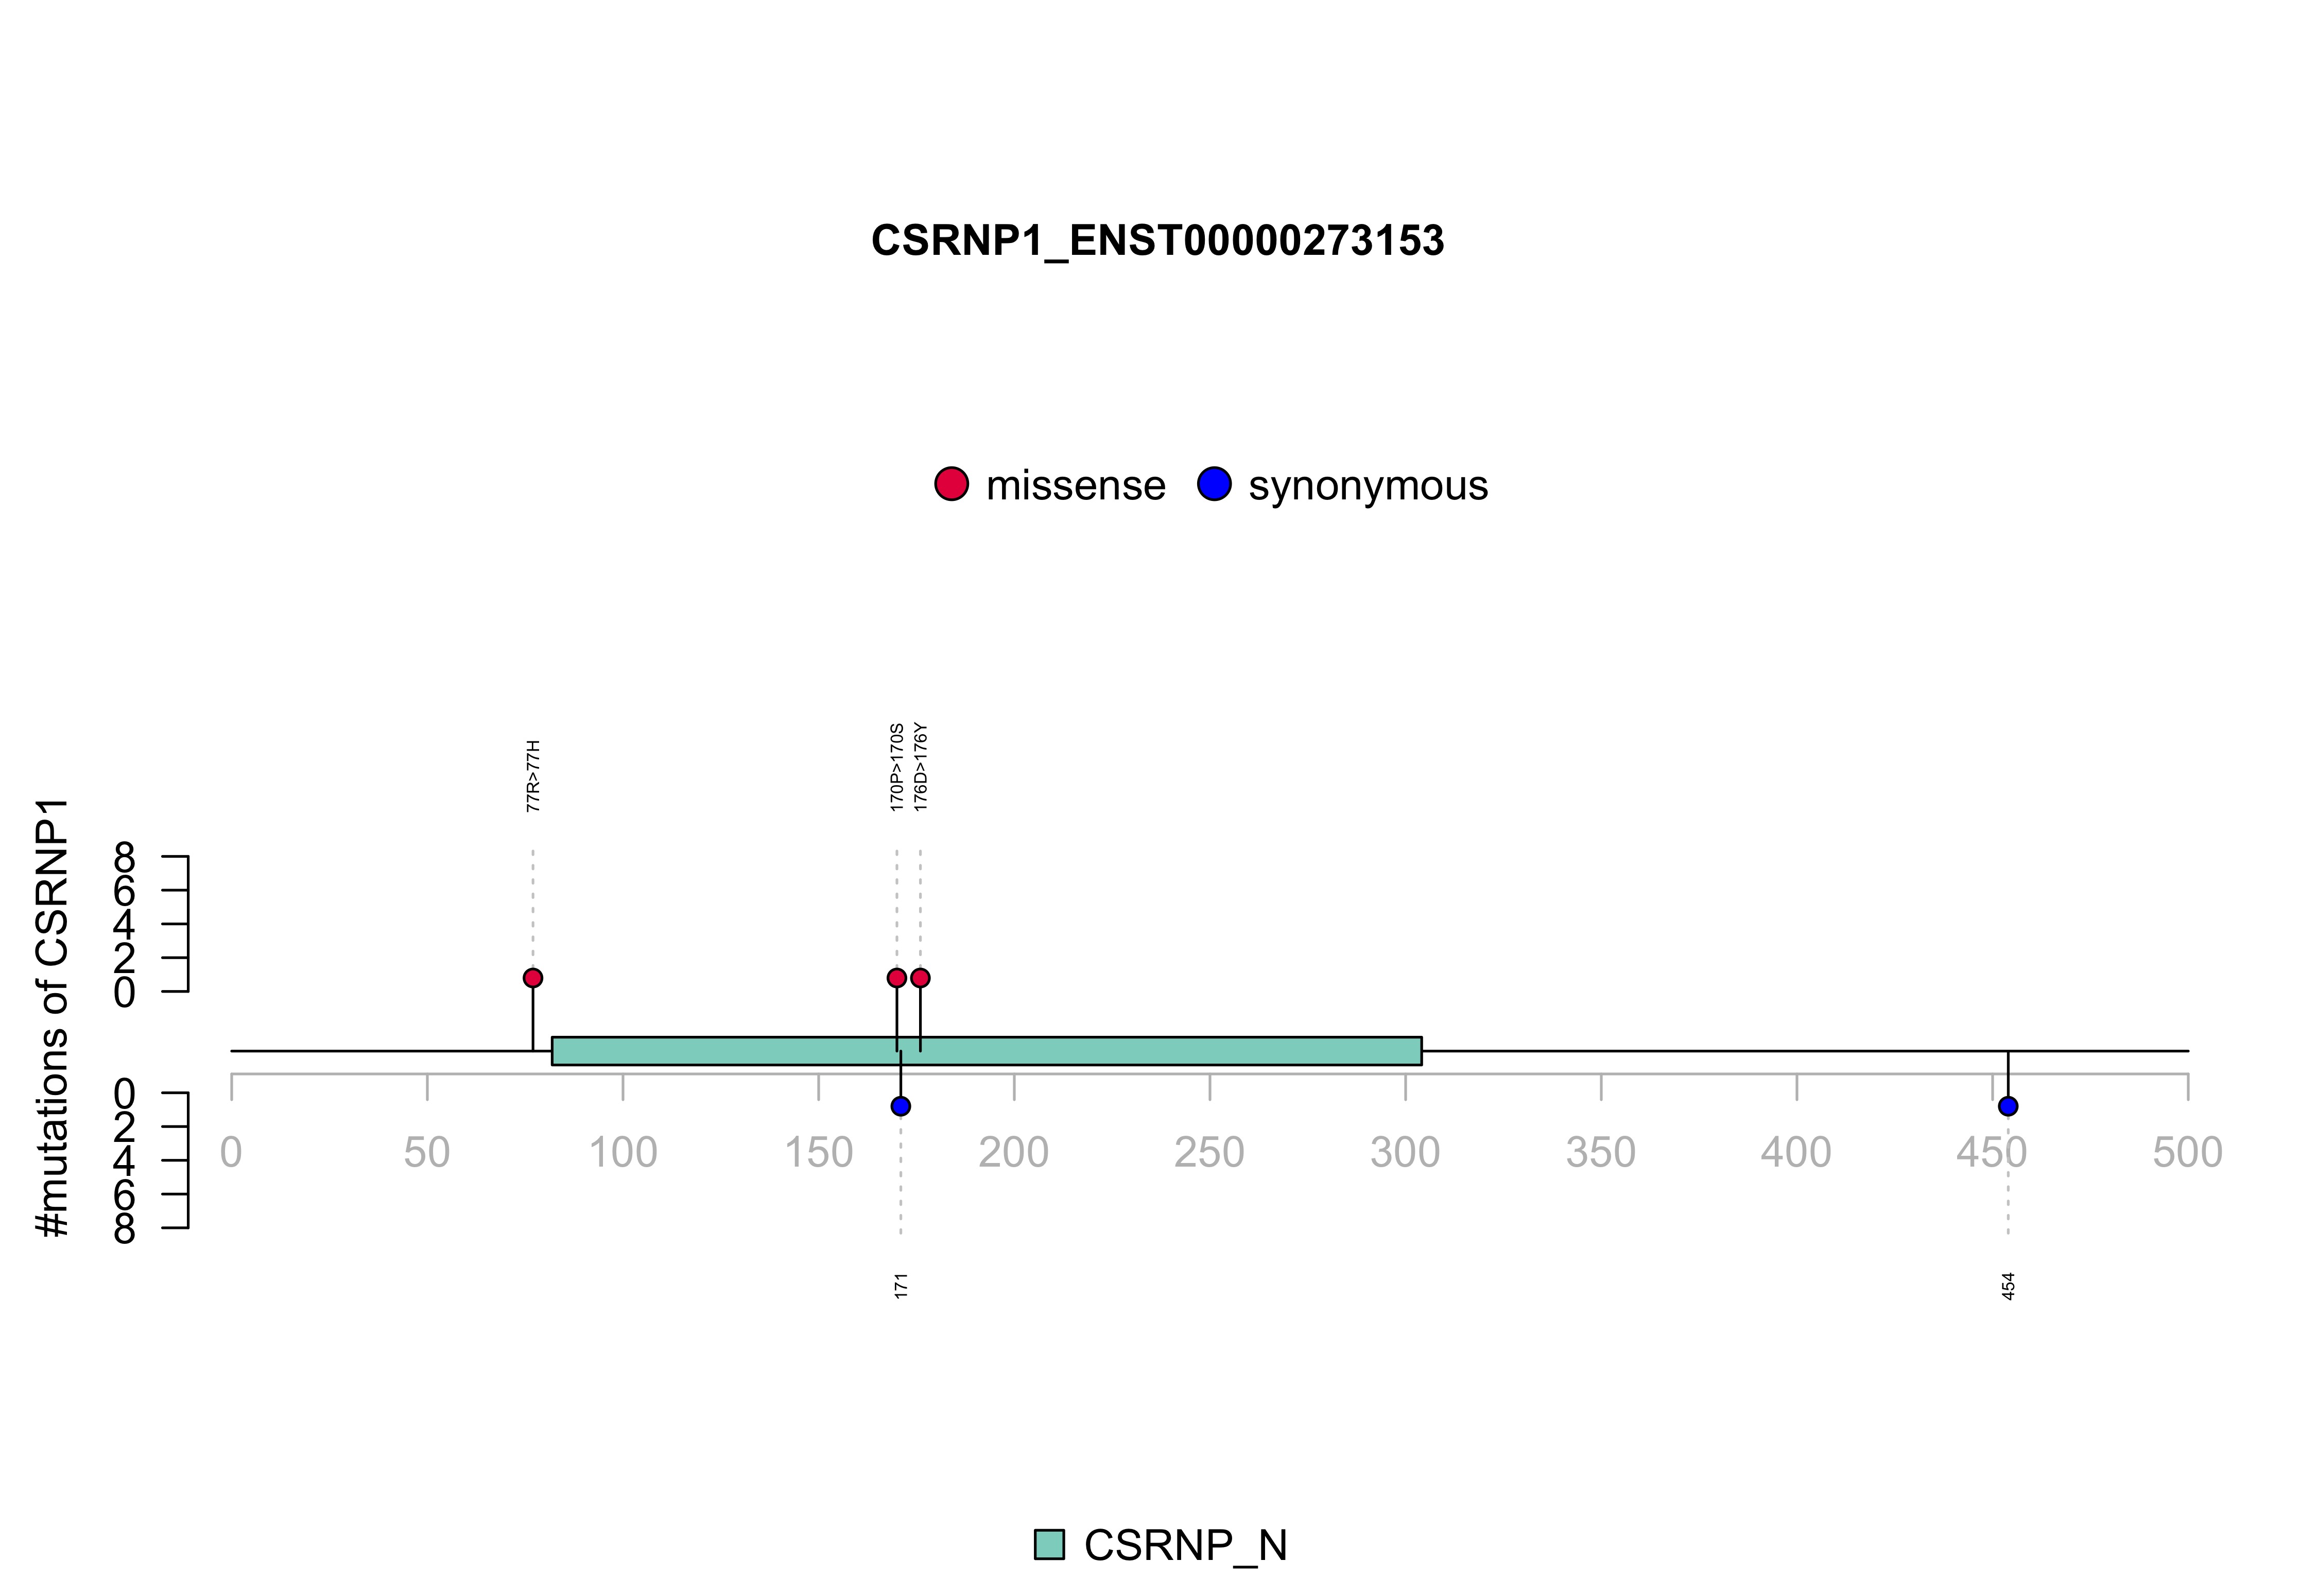 CSRNP1_ENST00000273153
missense synonymous
77R>77H 170P>170S 176D>176Y
#mutations of CSRNP1
8
6
4
2
0
0
2
4
6
8
0 50 100 150 200 250 300 350 400 450 500
171 454
CSRNP_N